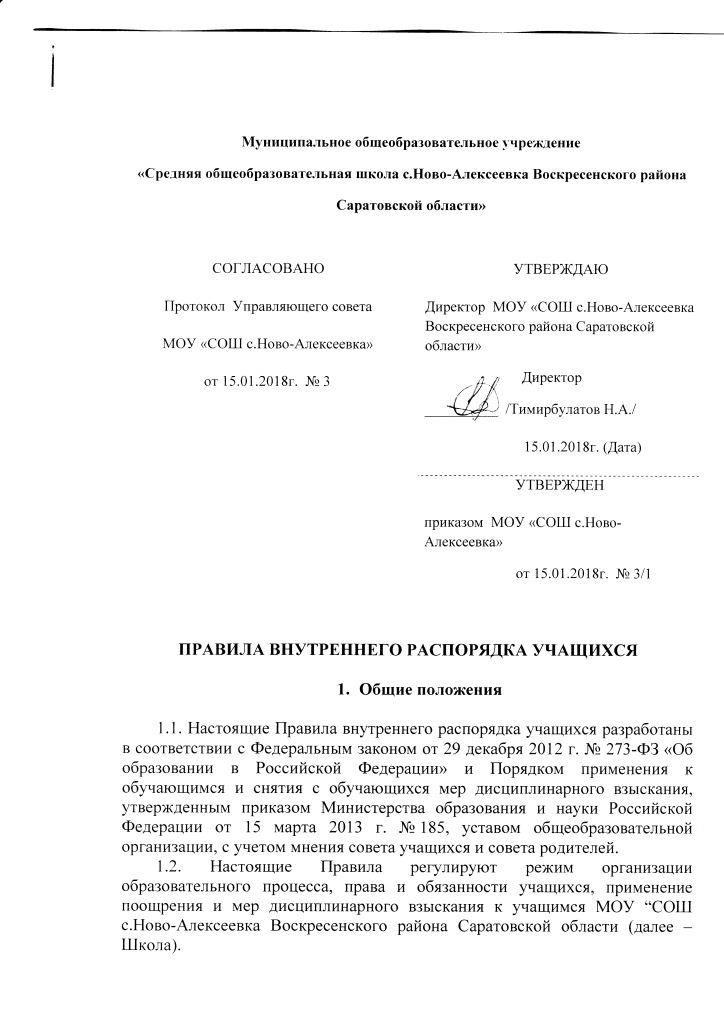 Муниципальное общеобразовательное учреждение
«Средняя общеобразовательная школа с.Ново-Алексеевка Воскресенского района
Саратовской области»
СОГЛАСОВАНО
Протокол Управляющего совета
МОУ «СОШ с.Ново-Алексеевка»
от 15.01.2018г. № 3
УТВЕРЖДАЮ
Директор МОУ «СОШ с.Ново-Алексеевка
Воскресенского района Саратовской
области»
Директор
/Тимирбулатов Н.А./
15.01.2018г. (Дата)
УТВЕРЖДЕН
приказом МОУ «СОШ с.Ново-
Алексеевка»
от 15.01.2018г. № 3/1
ПРАВИЛА ВНУТРЕННЕГО РАСПОРЯДКА УЧАЩИХСЯ
1. Общие положения
1.1. Настоящие Правила внутреннего распорядка учащихся разработаны
в соответствии с Федеральным законом от 29 декабря 2012 г. № 273-ФЗ «Об
образовании в Российской Федерации» и Порядком применения к
обучающимся и снятия с обучающихся мер дисциплинарного взыскания,
утвержденным приказом Министерства образования и науки Российской
Федерации от 15 марта 2013 г. № 185, уставом общеобразовательной
организации, с учетом мнения совета учащихся и совета родителей.
1.2. Настоящие Правила регулируют режим организации
образовательного процесса, права и обязанности учащихся, применение
поощрения и мер дисциплинарного взыскания к учащимся МОУ “СОШ
с.Ново-Алексеевка Воскресенского района Саратовской области (далее –
Школа).